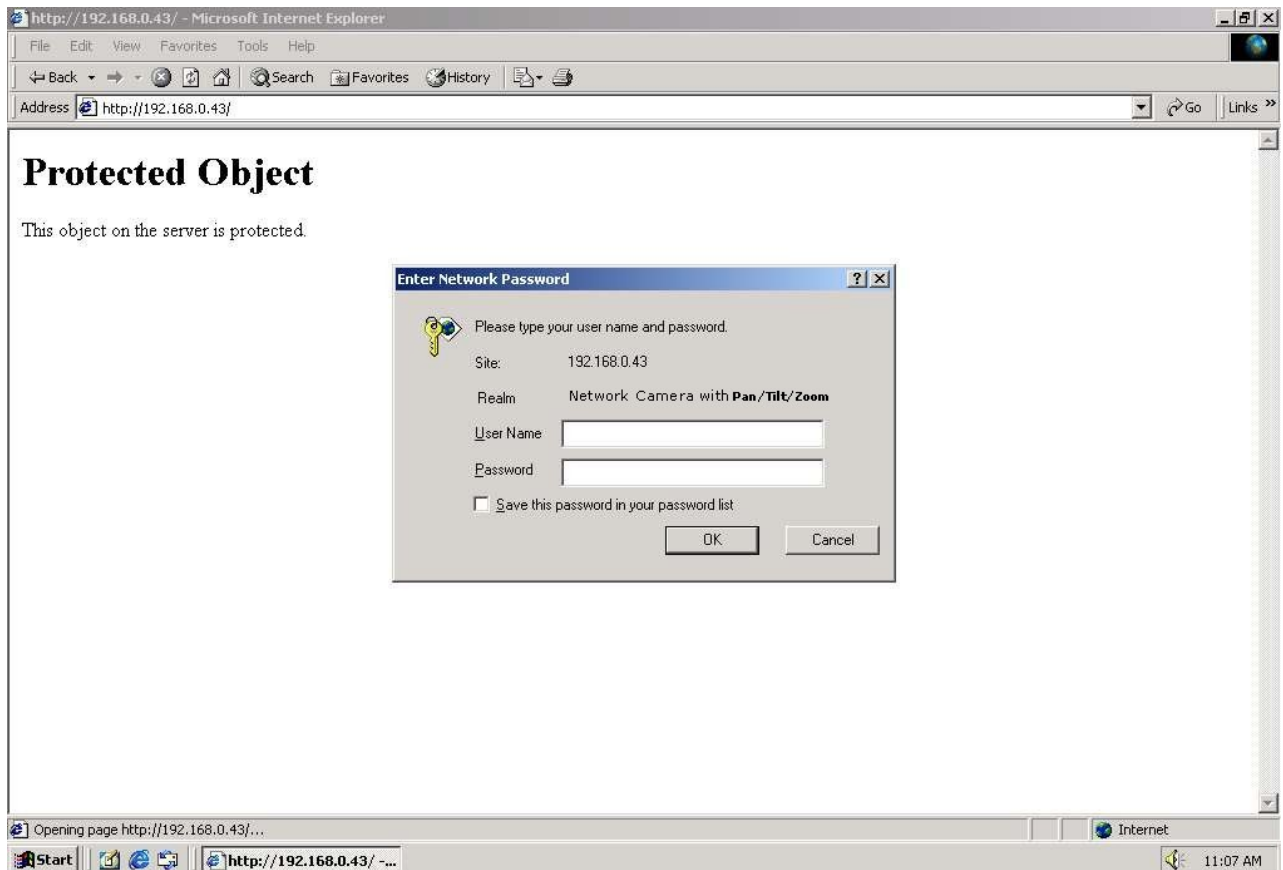 http://192.168.0.43/ - Microsoft Internet Explorer
File Edit View Favorites Tools Help
Back Search Favorites History
Address http://192.168.0.43/ Go Links »
Protected Object
This object on the server is protected.
Enter Network Password
Please type your user name and password.
Site: 192.168.0.43
Realm Network Camera with Pan/Tilt/Zoom
User Name
Password
Save this password in your password list
OK Cancel
Opening page http://192.168.0.43/... Internet
Start http://192.168.0.43/ -... 11:07 AM